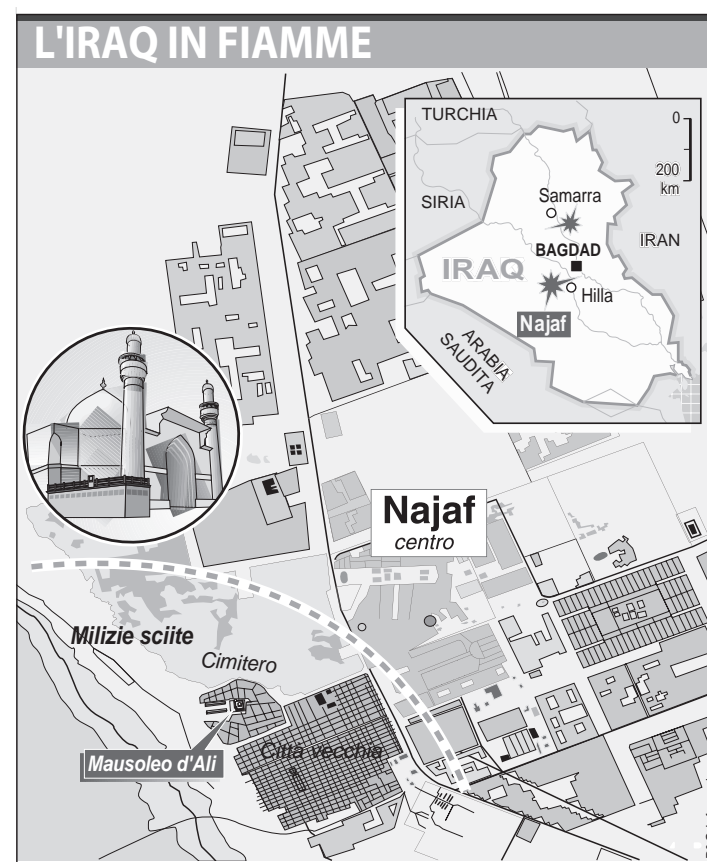 L'IRAQ IN FIAMME
TURCHIA
0
200
km
SIRIA
Samarra
IRAN
BAGDAD
IRAQ
Hilla
Najaf
ARABIA
SAUDITA
Najaf
centro
Milizie sciite
Cimitero
Mausoleo d'Ali
Città vecchia